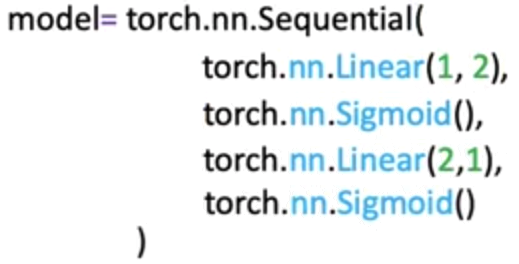 model= torch.nn.Sequential(
torch.nn.Linear(1, 2),
torch.nn.Sigmoid(),
torch.nn.Linear(2,1),
torch.nn.Sigmoid()
)